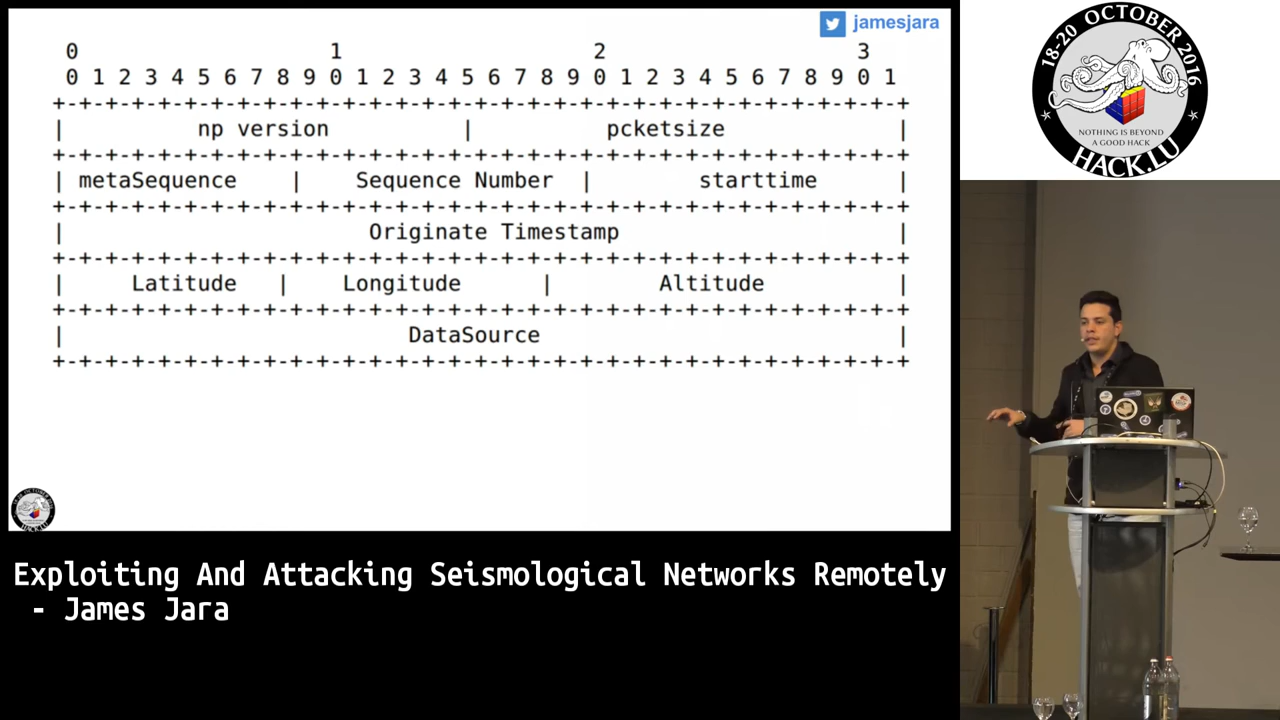 jamesjara
0 1 2 3
0 1 2 3 4 5 6 7 8 9 0 1 2 3 4 5 6 7 8 9 0 1 2 3 4 5 6 7 8 9 0 1
+-+-+-+-+-+-+-+-+-+-+-+-+-+-+-+-+-+-+-+-+-+-+-+-+-+-+-+-+-+-+-+-+
| np version | pcketsize |
+-+-+-+-+-+-+-+-+-+-+-+-+-+-+-+-+-+-+-+-+-+-+-+-+-+-+-+-+-+-+-+-+
| metaSequence | Sequence Number | starttime |
+-+-+-+-+-+-+-+-+-+-+-+-+-+-+-+-+-+-+-+-+-+-+-+-+-+-+-+-+-+-+-+-+
| Originate Timestamp |
+-+-+-+-+-+-+-+-+-+-+-+-+-+-+-+-+-+-+-+-+-+-+-+-+-+-+-+-+-+-+-+-+
| Latitude | Longitude | Altitude |
+-+-+-+-+-+-+-+-+-+-+-+-+-+-+-+-+-+-+-+-+-+-+-+-+-+-+-+-+-+-+-+-+
| DataSource |
+-+-+-+-+-+-+-+-+-+-+-+-+-+-+-+-+-+-+-+-+-+-+-+-+-+-+-+-+-+-+-+-+
18-20 OCTOBER 2016
NOTHING IS BEYOND
A GOOD HACK
HACK.LU
HACK.LU
Exploiting And Attacking Seismological Networks Remotely
- James Jara